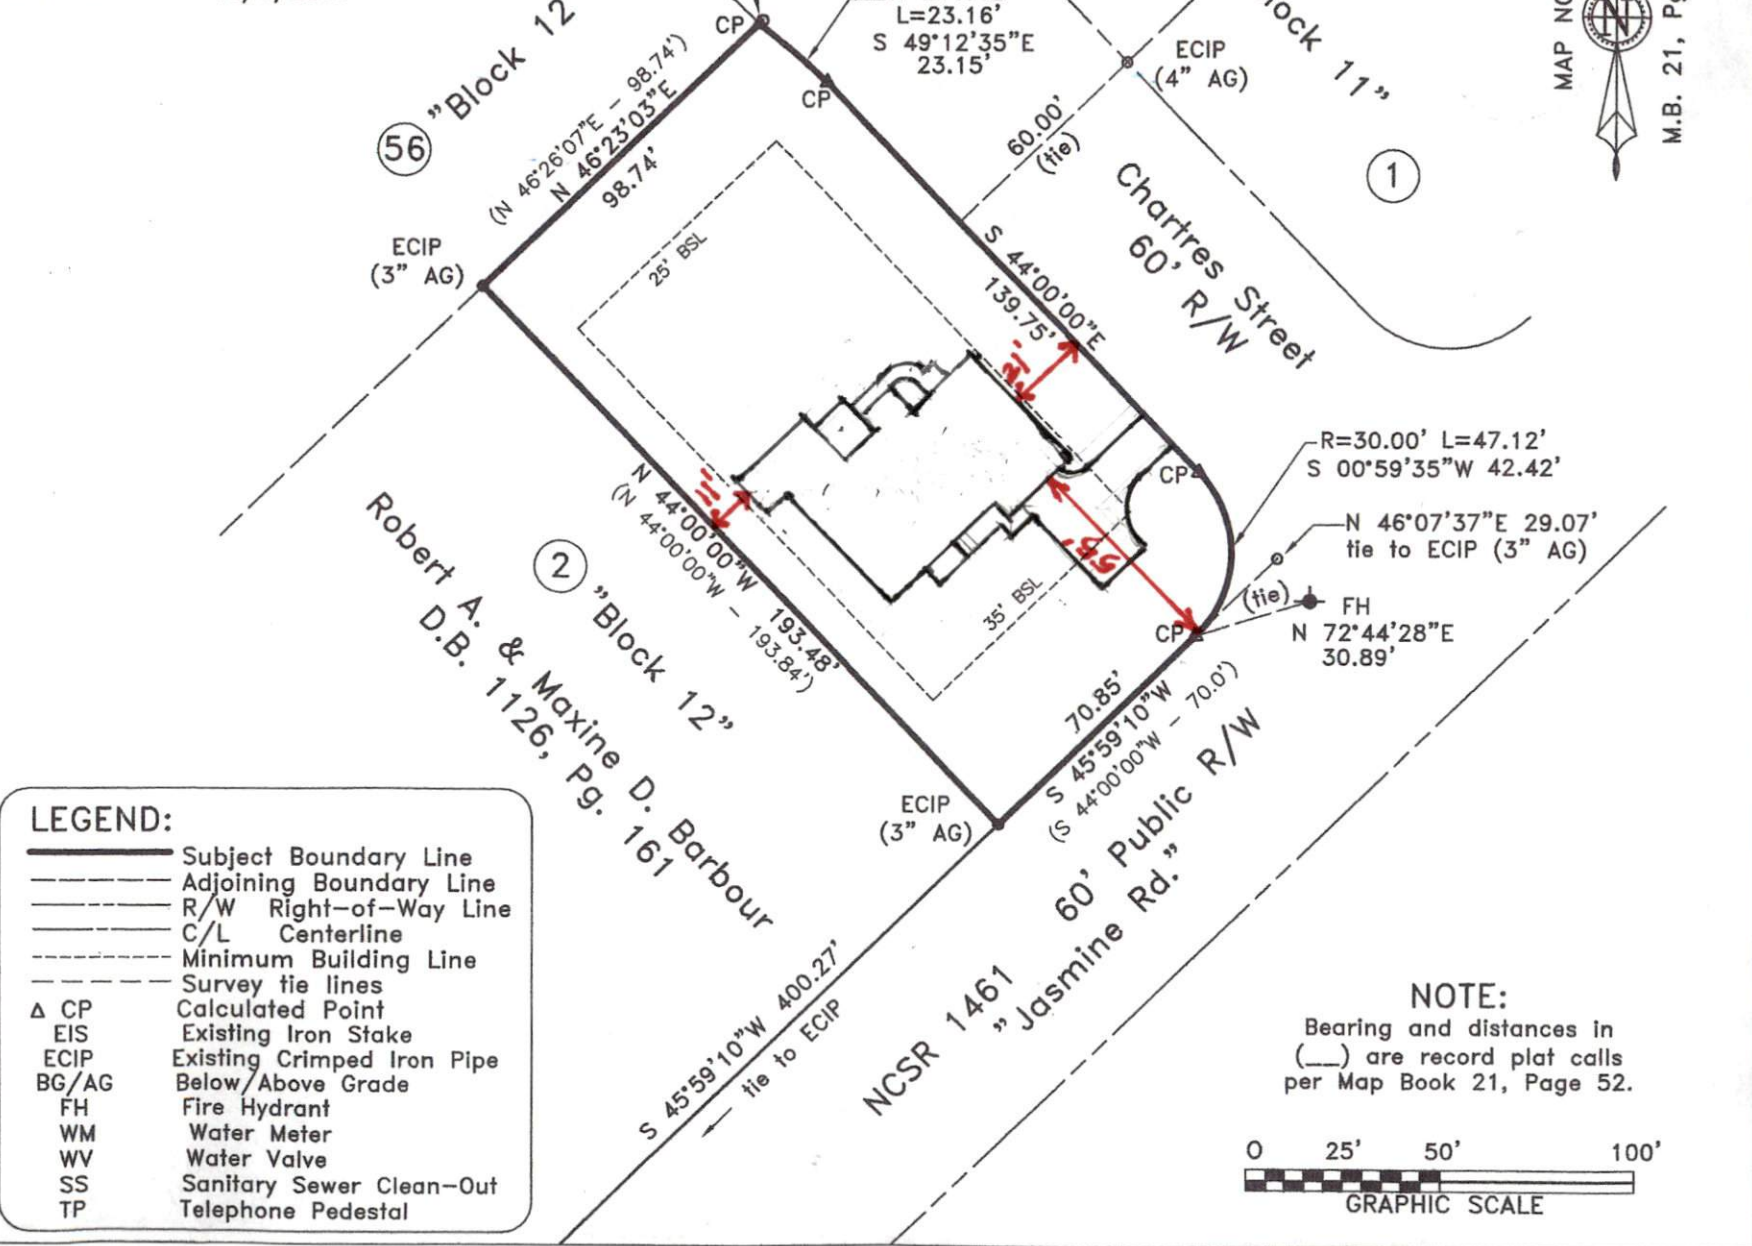 "Block 12
CP
L=23.16'
S 49°12'35"E
23.15'
CP
ECIP
(4" AG)
lock 11"
MAP NO
N
M.B. 21, Pg
56
(N 46°26'07"E – 98.74')
N 46°23'03"E
98.74'
60.00'
(tie)
1
Chartres Street
60' R/W
ECIP
(3" AG)
25' BSL
S 44°00'00"E
139.75'
21'
R=30.00' L=47.12'
S 00°59'35"W 42.42'
CP
N 46°07'37"E 29.07'
tie to ECIP (3" AG)
(tie)
FH
N 72°44'28"E
30.89'
CP
N 44°00'00"W 193.48'
(N 44°00'00"W – 193.84')
35' BSL
2
"Block 12"
Robert A. & Maxine D. Barbour
D.B. 1126, Pg. 161
70.85'
S 45°59'10"W
(S 44°00'00"W – 70.0')
ECIP
(3" AG)
60' Public R/W
NCSR 1461
"Jasmine Rd."
S 45°59'10"W 400.27'
tie to ECIP
LEGEND:
Subject Boundary Line
Adjoining Boundary Line
R/W Right-of-Way Line
C/L Centerline
Minimum Building Line
Survey tie lines
Δ CP Calculated Point
EIS Existing Iron Stake
ECIP Existing Crimped Iron Pipe
BG/AG Below/Above Grade
FH Fire Hydrant
WM Water Meter
WV Water Valve
SS Sanitary Sewer Clean-Out
TP Telephone Pedestal
NOTE:
Bearing and distances in
(__) are record plat calls
per Map Book 21, Page 52.
0 25' 50' 100'
GRAPHIC SCALE